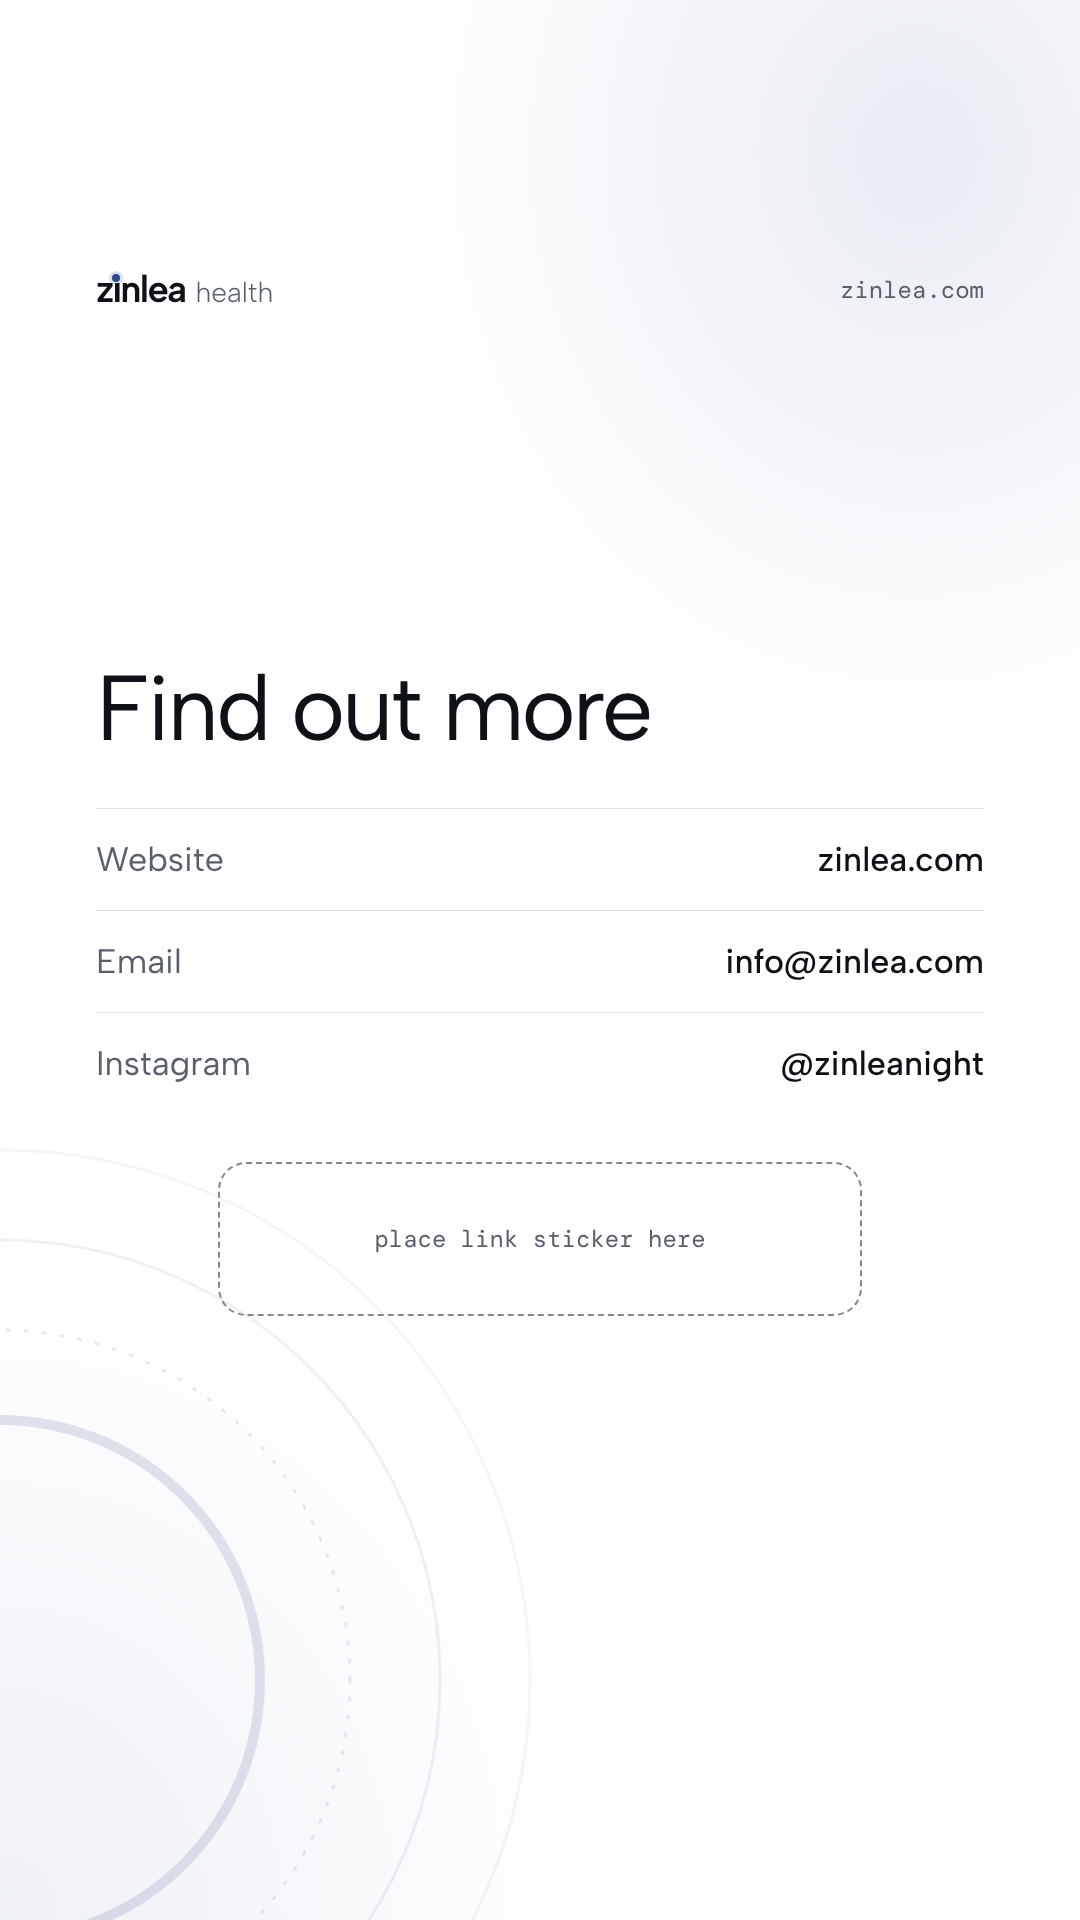 zinlea health
zinlea.com
Find out more
Website zinlea.com
Email info@zinlea.com
Instagram @zinleanight
place link sticker here